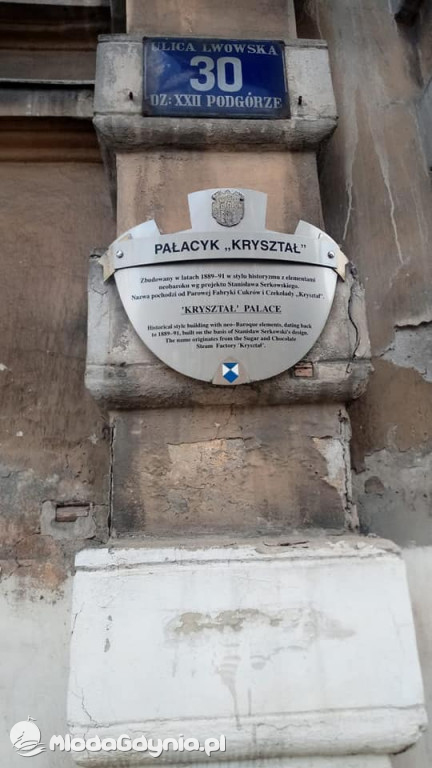 ULICA LWOWSKA
30
DZ: XXII PODGÓRZE
PAŁACYK „KRYSZTAŁ”
Zbudowany w latach 1889-91 w stylu historyzmu z elementami
neobaroku wg projektu Stanisława Serkowskiego.
Nazwa pochodzi od Parowej Fabryki Cukrów i Czekolady „Kryształ”.
'KRYSZTAŁ' PALACE
Historical style building with neo-Baroque elements, dating back
to 1889-91, built on the basis of Stanisław Serkowski's design.
The name originates from the Sugar and Chocolate
Steam Factory 'Kryształ'.
MlodaGdynia.pl